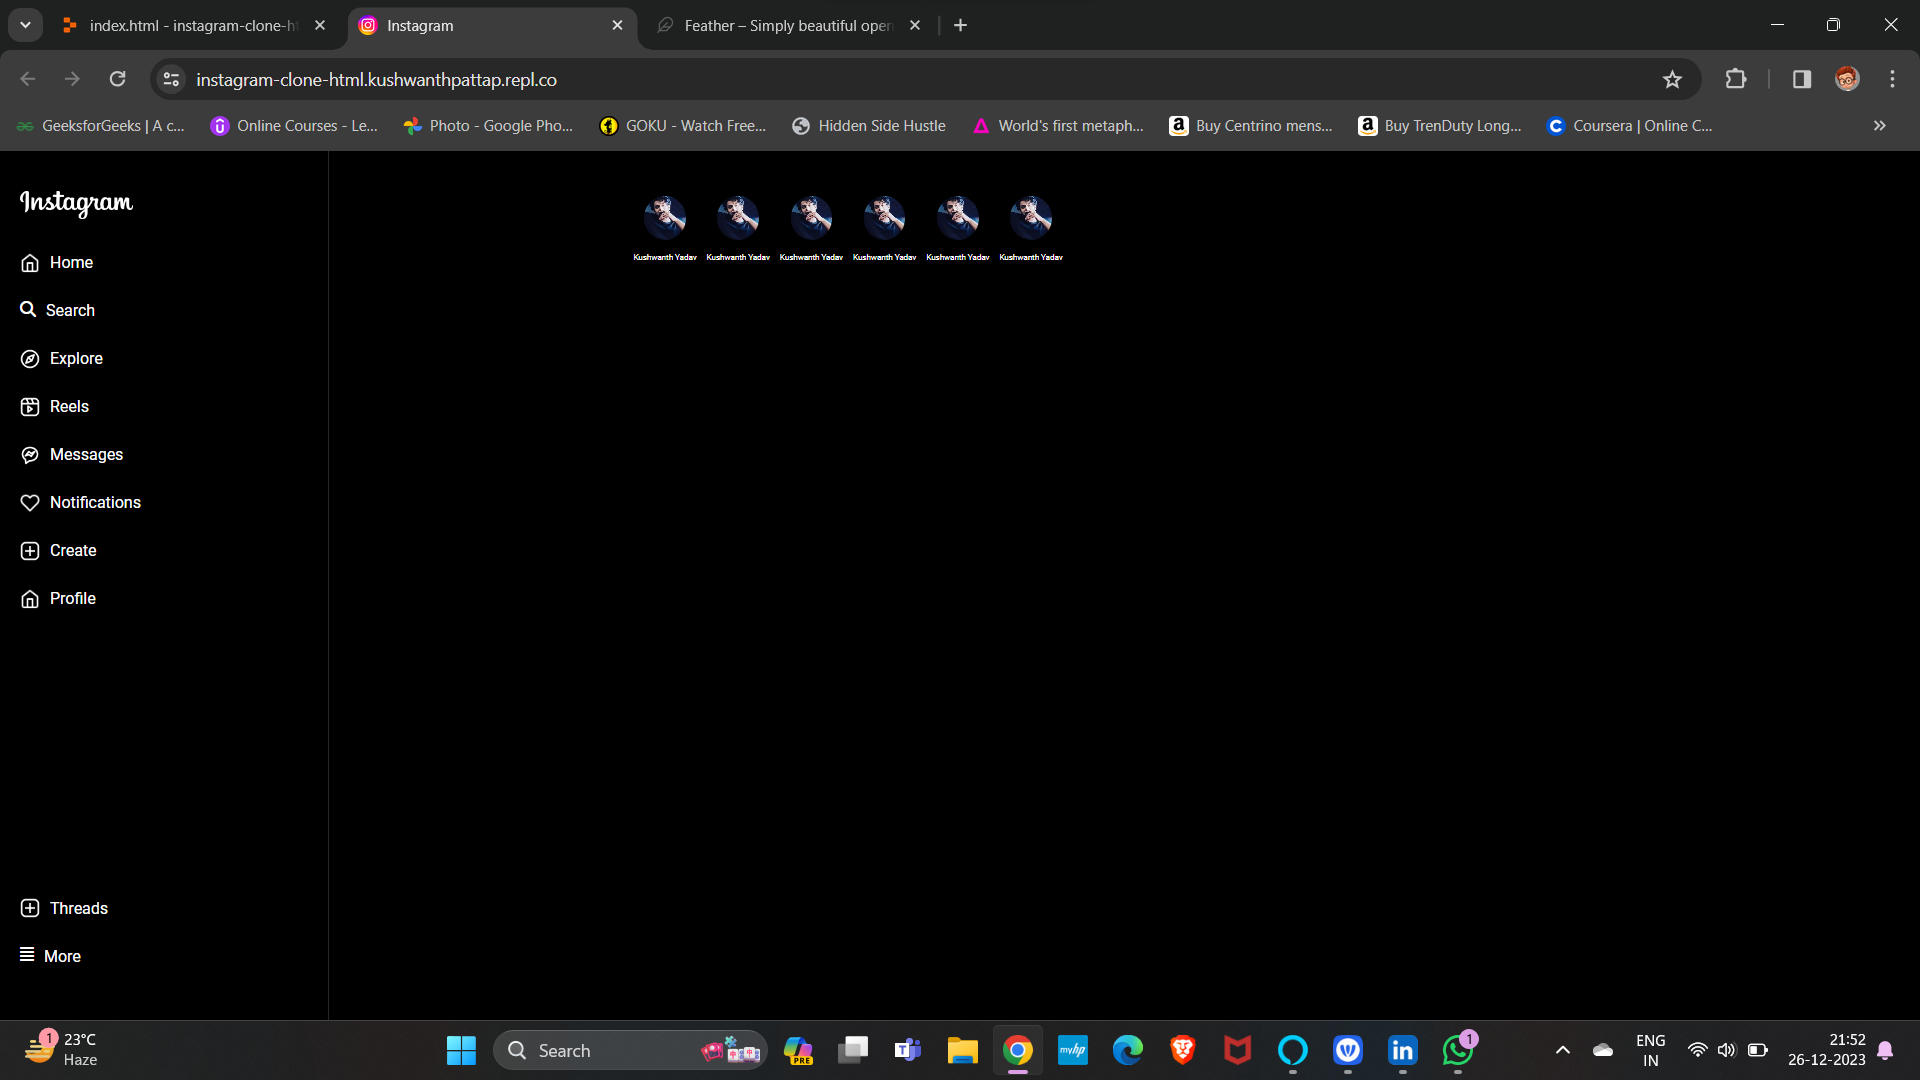 index.html - instagram-clone-ht
Instagram
Feather – Simply beautiful open
instagram-clone-html.kushwanthpattap.repl.co
GeeksforGeeks | A c...
Online Courses - Le...
Photo - Google Pho...
GOKU - Watch Free...
Hidden Side Hustle
World's first metaph...
Buy Centrino mens...
Buy TrenDuty Long...
Coursera | Online C...
Instagram
Home
Search
Explore
Reels
Messages
Notifications
Create
Profile
Threads
More
Kushwanth Yadav
Kushwanth Yadav
Kushwanth Yadav
Kushwanth Yadav
Kushwanth Yadav
Kushwanth Yadav
1
23°C
Haze
Search
PRE
myhp
1
ENG
IN
21:52
26-12-2023